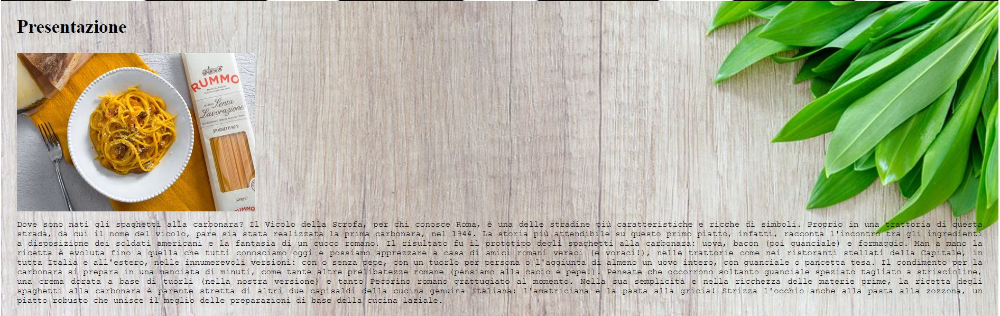 Presentazione
RUMMO
MAESTRI PASTAI
IN BENEVENTO DAL 1846
METODO Lenta
Lavorazione
ECCEZIONALE TENUTA ALLA COTTURA
SPAGHETTI Nº 3
500g e
RUMMO
Dove sono nati gli spaghetti alla carbonara? Il Vicolo della Scrofa, per chi conosce Roma, è una delle stradine più caratteristiche e ricche di simboli. Proprio in una trattoria di questa
strada, da cui il nome del vicolo, pare sia stata realizzata la prima carbonara, nel 1944. La storia più attendibile su questo primo piatto, infatti, racconta l'incontro tra gli ingredienti
a disposizione dei soldati americani e la fantasia di un cuoco romano. Il risultato fu il prototipo degli spaghetti alla carbonara: uova, bacon (poi guanciale) e formaggio. Man a mano la
ricetta è evoluta fino a quella che tutti conosciamo oggi e possiamo apprezzare a casa di amici romani veraci (e voraci!), nelle trattorie come nei ristoranti stellati della Capitale, in
tutta Italia e all'estero, nelle innumerevoli versioni: con o senza pepe, con un tuorlo per persona o l'aggiunta di almeno un uovo intero, con guanciale o pancetta tesa. Il condimento per la
carbonara si prepara in una manciata di minuti, come tante altre prelibatezze romane (pensiamo alla cacio e pepe!). Pensate che occorrono soltanto guanciale speziato tagliato a striscioline,
una crema dorata a base di tuorli (nella nostra versione) e tanto Pecorino romano grattugiato al momento. Nella sua semplicità e nella ricchezza delle materie prime, la ricetta degli
spaghetti alla carbonara è parente stretta di altri due capisaldi della cucina genuina italiana: l'amatriciana e la pasta alla gricia! Strizza l'occhio anche alla pasta alla zozzona, un
piatto robusto che unisce il meglio delle preparazioni di base della cucina laziale.